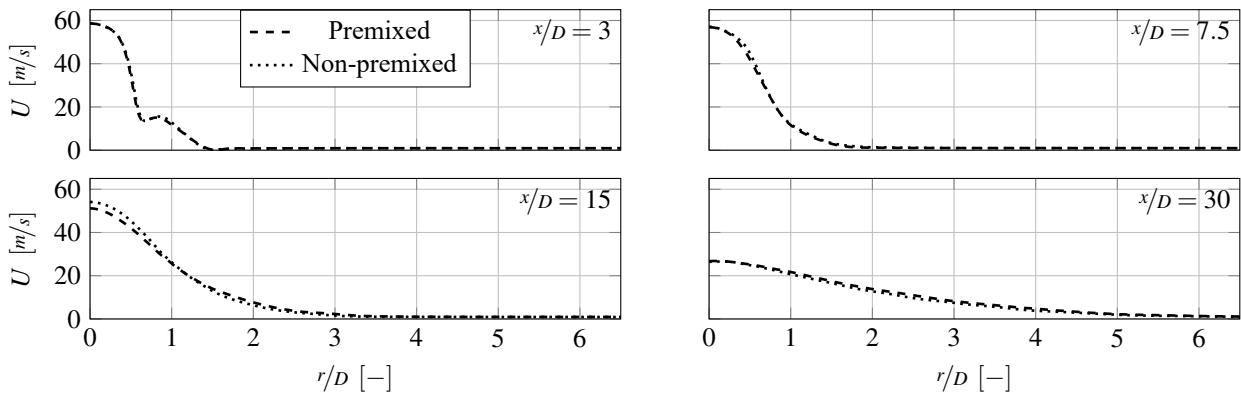 60
40
20
0
U [m/s]
Premixed
Non-premixed
x/D = 3
x/D = 7.5
60
40
20
0
U [m/s]
x/D = 15
x/D = 30
0 1 2 3 4 5 6
0 1 2 3 4 5 6
r/D [−]
r/D [−]